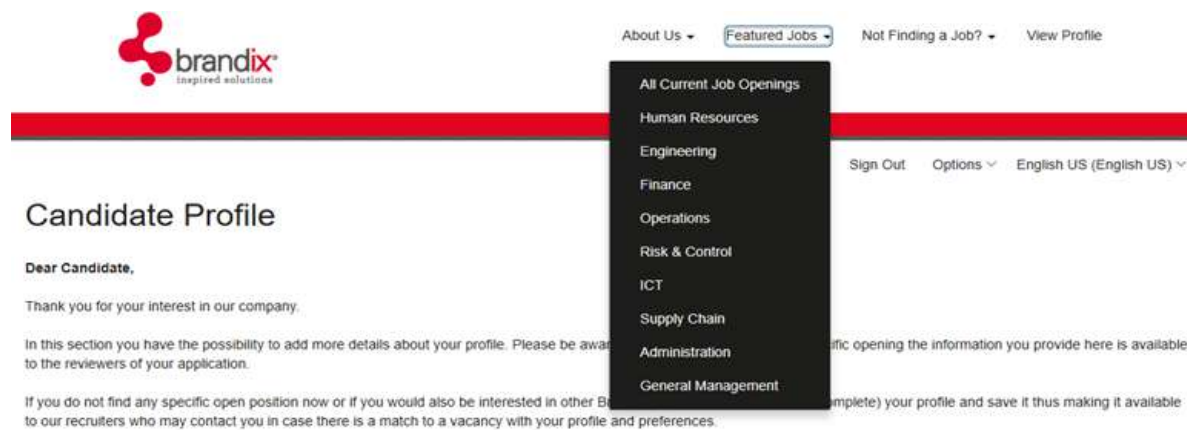 brandix
inspired solutions
About Us Featured Jobs Not Finding a Job? View Profile
All Current Job Openings
Human Resources
Engineering
Finance
Operations
Risk & Control
ICT
Supply Chain
Administration
General Management
Sign Out Options English US (English US)
Candidate Profile
Dear Candidate,
Thank you for your interest in our company.
In this section you have the possibility to add more details about your profile. Please be awar ific opening the information you provide here is available
to the reviewers of your application.
If you do not find any specific open position now or if you would also be interested in other Br mplete) your profile and save it thus making it available
to our recruiters who may contact you in case there is a match to a vacancy with your profile and preferences.